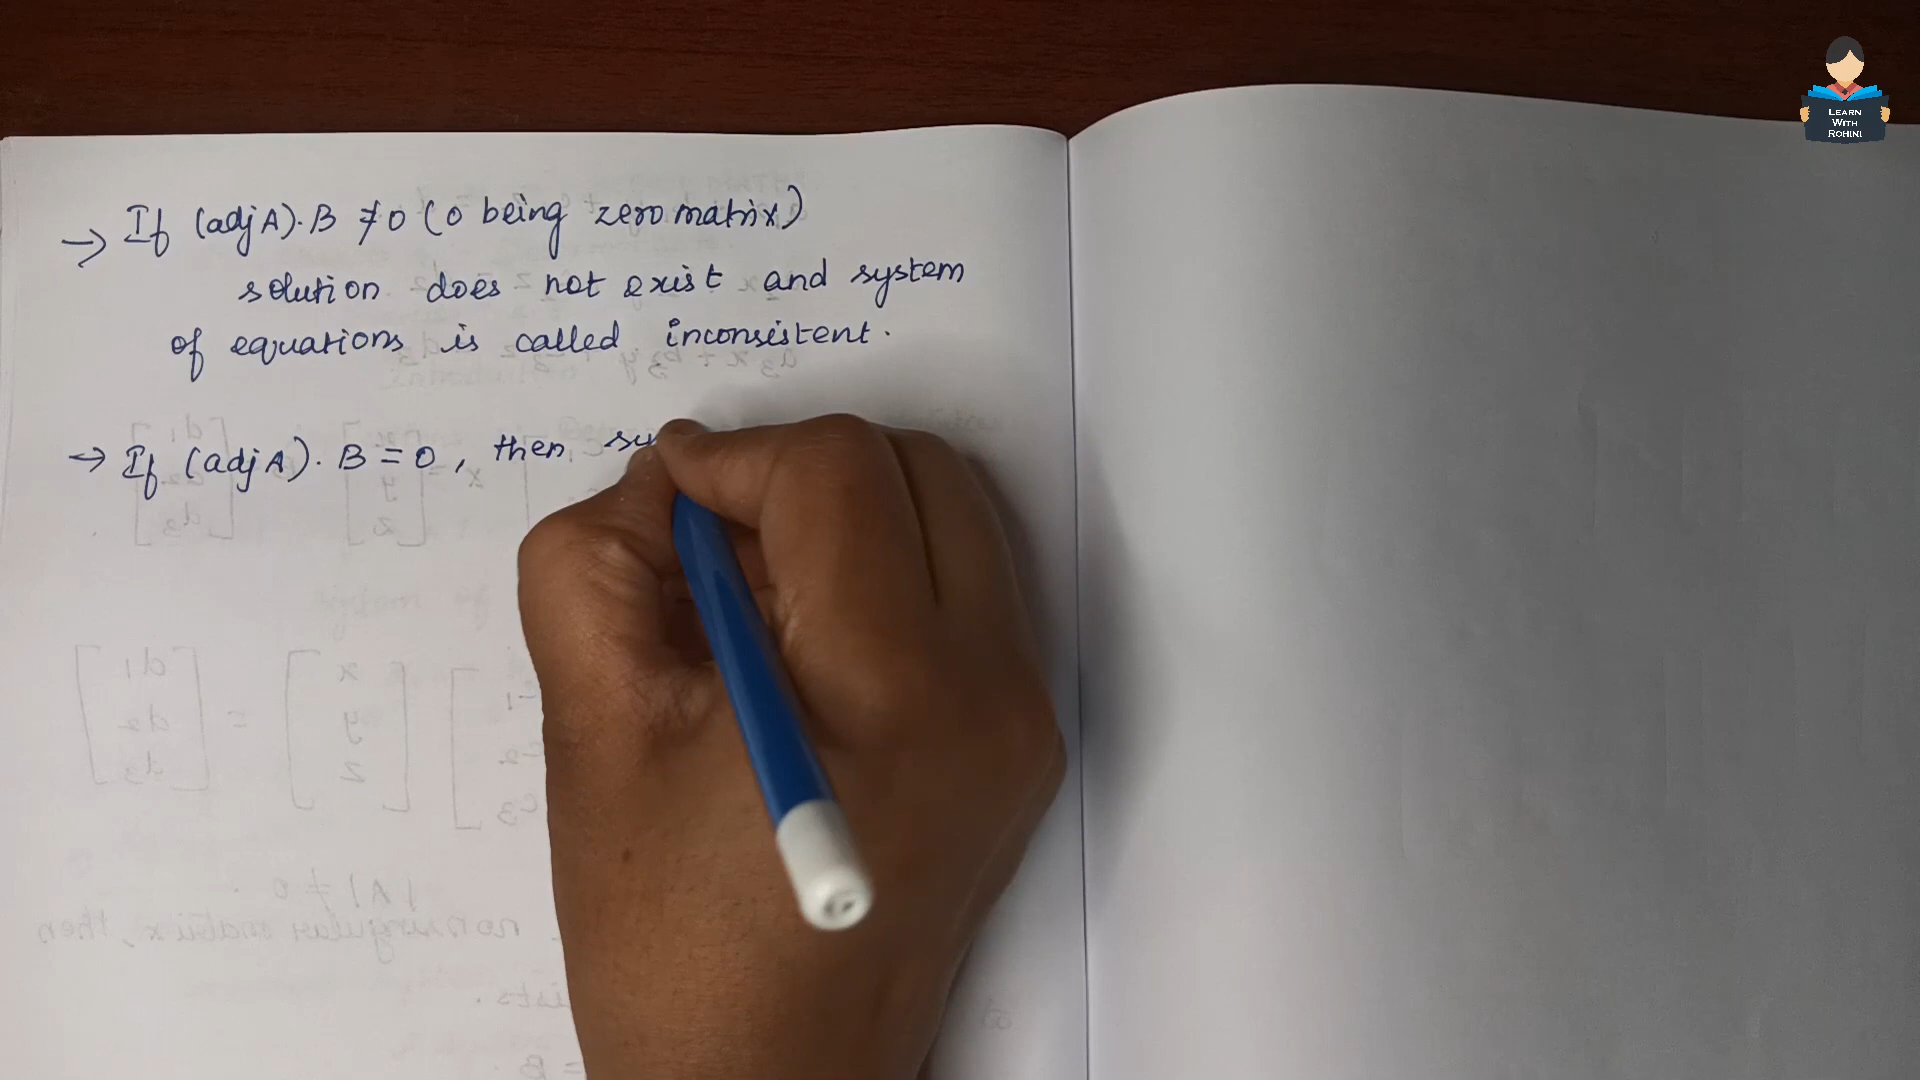 → If (adj A). B ≠ 0 (0 being zero matrix)
solution does not exist and system
of equations is called inconsistent.
→ If (adj A). B = 0, then
LEARN
WITH
ROHINI